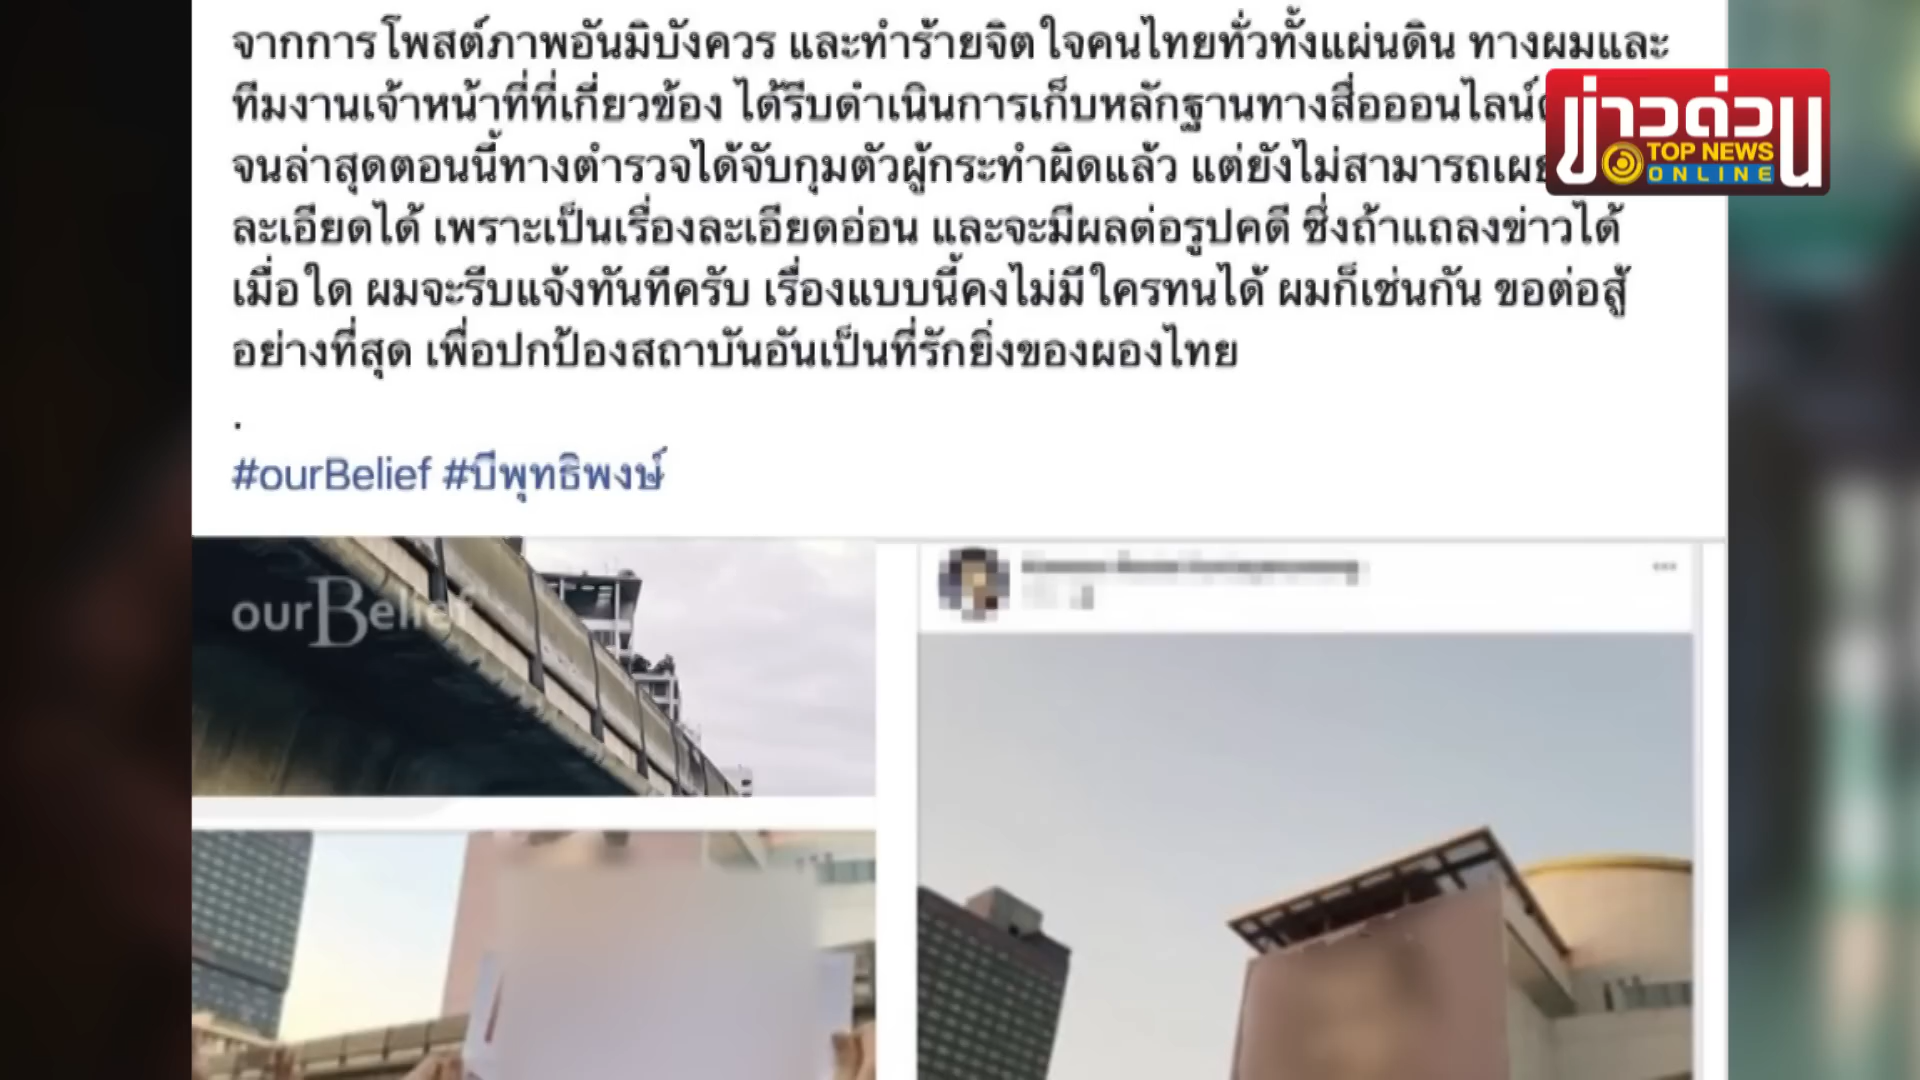 จากการโพสต์ภาพอันมิบังควร และทำร้ายจิตใจคนไทยทั่วทั้งแผ่นดิน ทางผมและ
ทีมงานเจ้าหน้าที่ที่เกี่ยวข้อง ได้รีบดำเนินการเก็บหลักฐานทางสื่อออนไลน์
จนล่าสุดตอนนี้ทางตำรวจได้จับกุมตัวผู้กระทำผิดแล้ว แต่ยังไม่สามารถเผย
ละเอียดได้ เพราะเป็นเรื่องละเอียดอ่อน และจะมีผลต่อรูปคดี ซึ่งถ้าแถลงข่าวได้
เมื่อใด ผมจะรีบแจ้งทันทีครับ เรื่องแบบนี้คงไม่มีใครทนได้ ผมก็เช่นกัน ขอต่อสู้
อย่างที่สุด เพื่อปกป้องสถาบันอันเป็นที่รักยิ่งของผองไทย
.
#ourBelief #บีพุทธิพงษ์
ข่าวด่วน
TOP NEWS
ONLINE
ourBelief